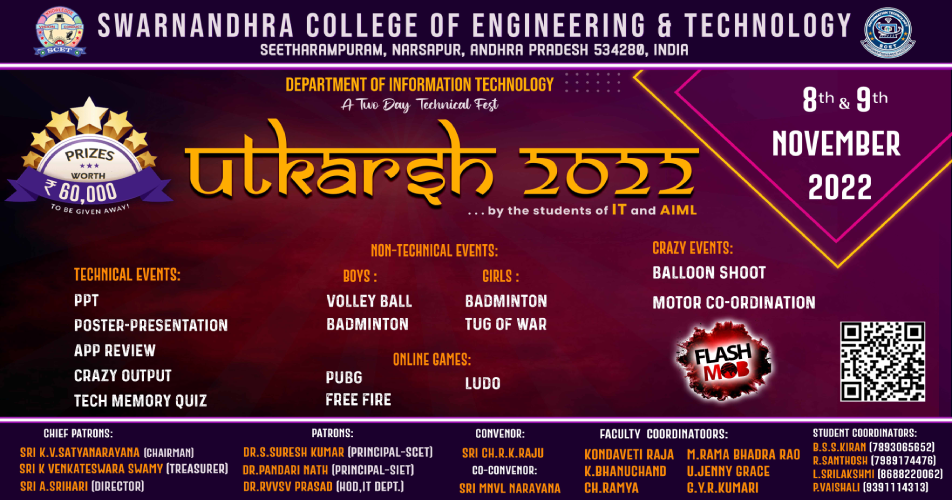 SWARNANDHRA COLLEGE OF ENGINEERING & TECHNOLOGY
SEETHARAMPURAM, NARSAPUR, ANDHRA PRADESH 534280, INDIA
SCET
DEPARTMENT OF INFORMATION TECHNOLOGY
A Two Day Technical Fest
utkarsh 2022
...by the students of IT and AIML
8th & 9th
NOVEMBER
2022
PRIZES
WORTH
₹ 60,000
TO BE GIVEN AWAY!
TECHNICAL EVENTS:
PPT
POSTER-PRESENTATION
APP REVIEW
CRAZY OUTPUT
TECH MEMORY QUIZ
NON-TECHNICAL EVENTS:
BOYS :
VOLLEY BALL
BADMINTON
GIRLS :
BADMINTON
TUG OF WAR
ONLINE GAMES:
PUBG
FREE FIRE
LUDO
CRAZY EVENTS:
BALLOON SHOOT
MOTOR CO-ORDINATION
FLASH
MOB
CHIEF PATRONS:
SRI K.V.SATYANARAYANA (CHAIRMAN)
SRI K VENKATESWARA SWAMY (TREASURER)
SRI A.SRIHARI (DIRECTOR)
PATRONS:
DR.S.SURESH KUMAR (PRINCIPAL-SCET)
DR.PANDARI NATH (PRINCIPAL-SIET)
DR.RVVSV PRASAD (HOD,IT DEPT.)
CONVENOR:
SRI CH.R.K.RAJU
CO-CONVENOR:
SRI MNVL NARAYANA
FACULTY COORDINATOORS:
KONDAVETI RAJA
K.BHANUCHAND
CH.RAMYA
M.RAMA BHADRA RAO
U.JENNY GRACE
G.Y.R.KUMARI
STUDENT COORDINATORS:
B.S.S.KIRAN (7893065652)
R.SANTHOSH (7989174476)
L.SRILAKSHMI (8688220062)
P.VAISHALI (9391114313)